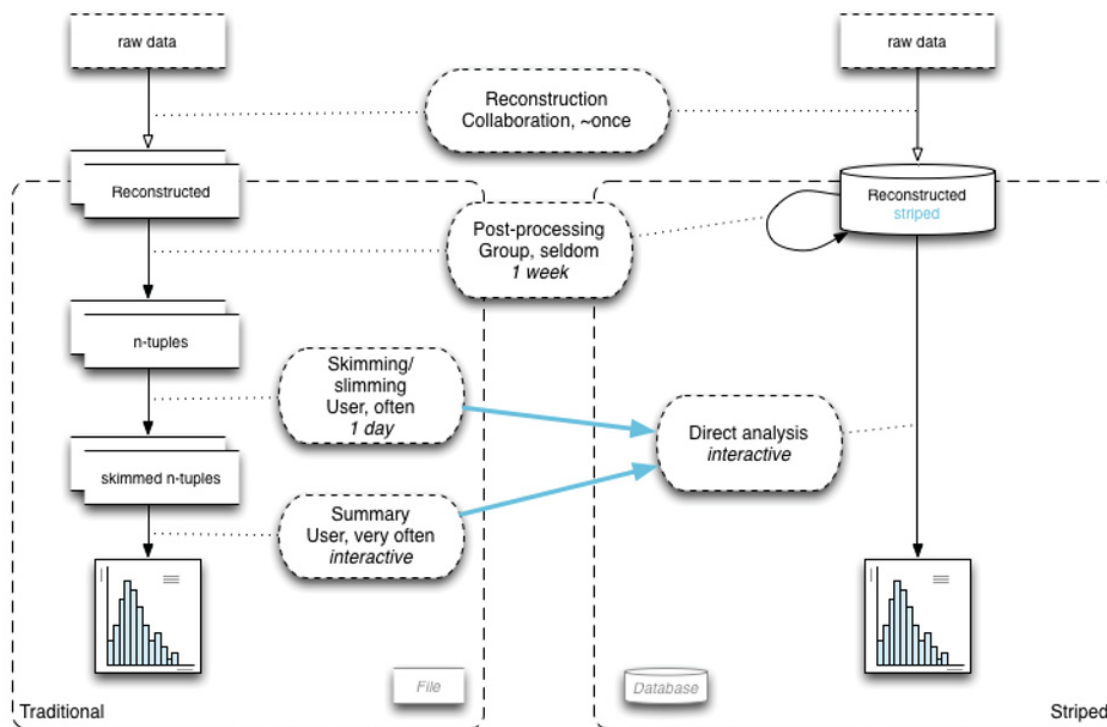 raw data
raw data
Reconstruction
Collaboration, ~once
Reconstructed
Reconstructed
striped
Post-processing
Group, seldom
1 week
n-tuples
Skimming/
slimming
User, often
1 day
Direct analysis
interactive
skimmed n-tuples
Summary
User, very often
interactive
File
Database
Traditional
Striped